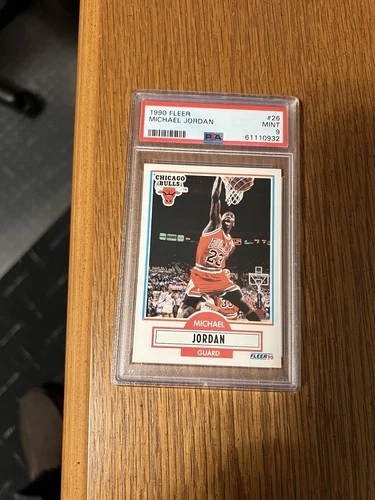 1990 FLEER #26
MICHAEL JORDAN MINT
9
PSA 61110932
CHICAGO
BULLS
23
MICHAEL
JORDAN
GUARD
FLEER'90